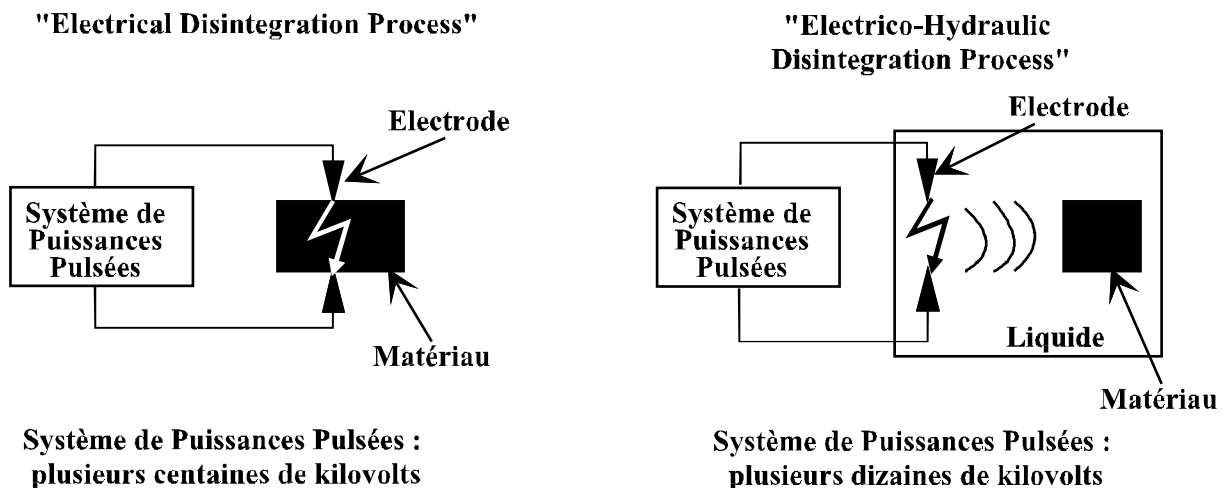 "Electrical Disintegration Process"
Electrode
Système de
Puissances
Pulsées
Matériau
Système de Puissances Pulsées :
plusieurs centaines de kilovolts
"Electrico-Hydraulic
Disintegration Process"
Electrode
Système de
Puissances
Pulsées
Liquide
Matériau
Système de Puissances Pulsées :
plusieurs dizaines de kilovolts